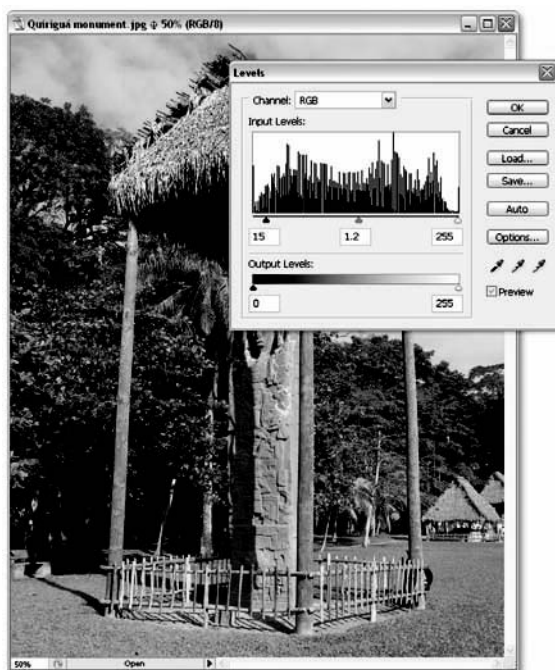 Quiriguá monument.jpg @ 50% (RGB/8)
Levels
Channel: RGB
OK
Input Levels:
Cancel
Load...
Save...
Auto
15 1.2 255
Options...
Output Levels:
Preview
0 255
50% Open